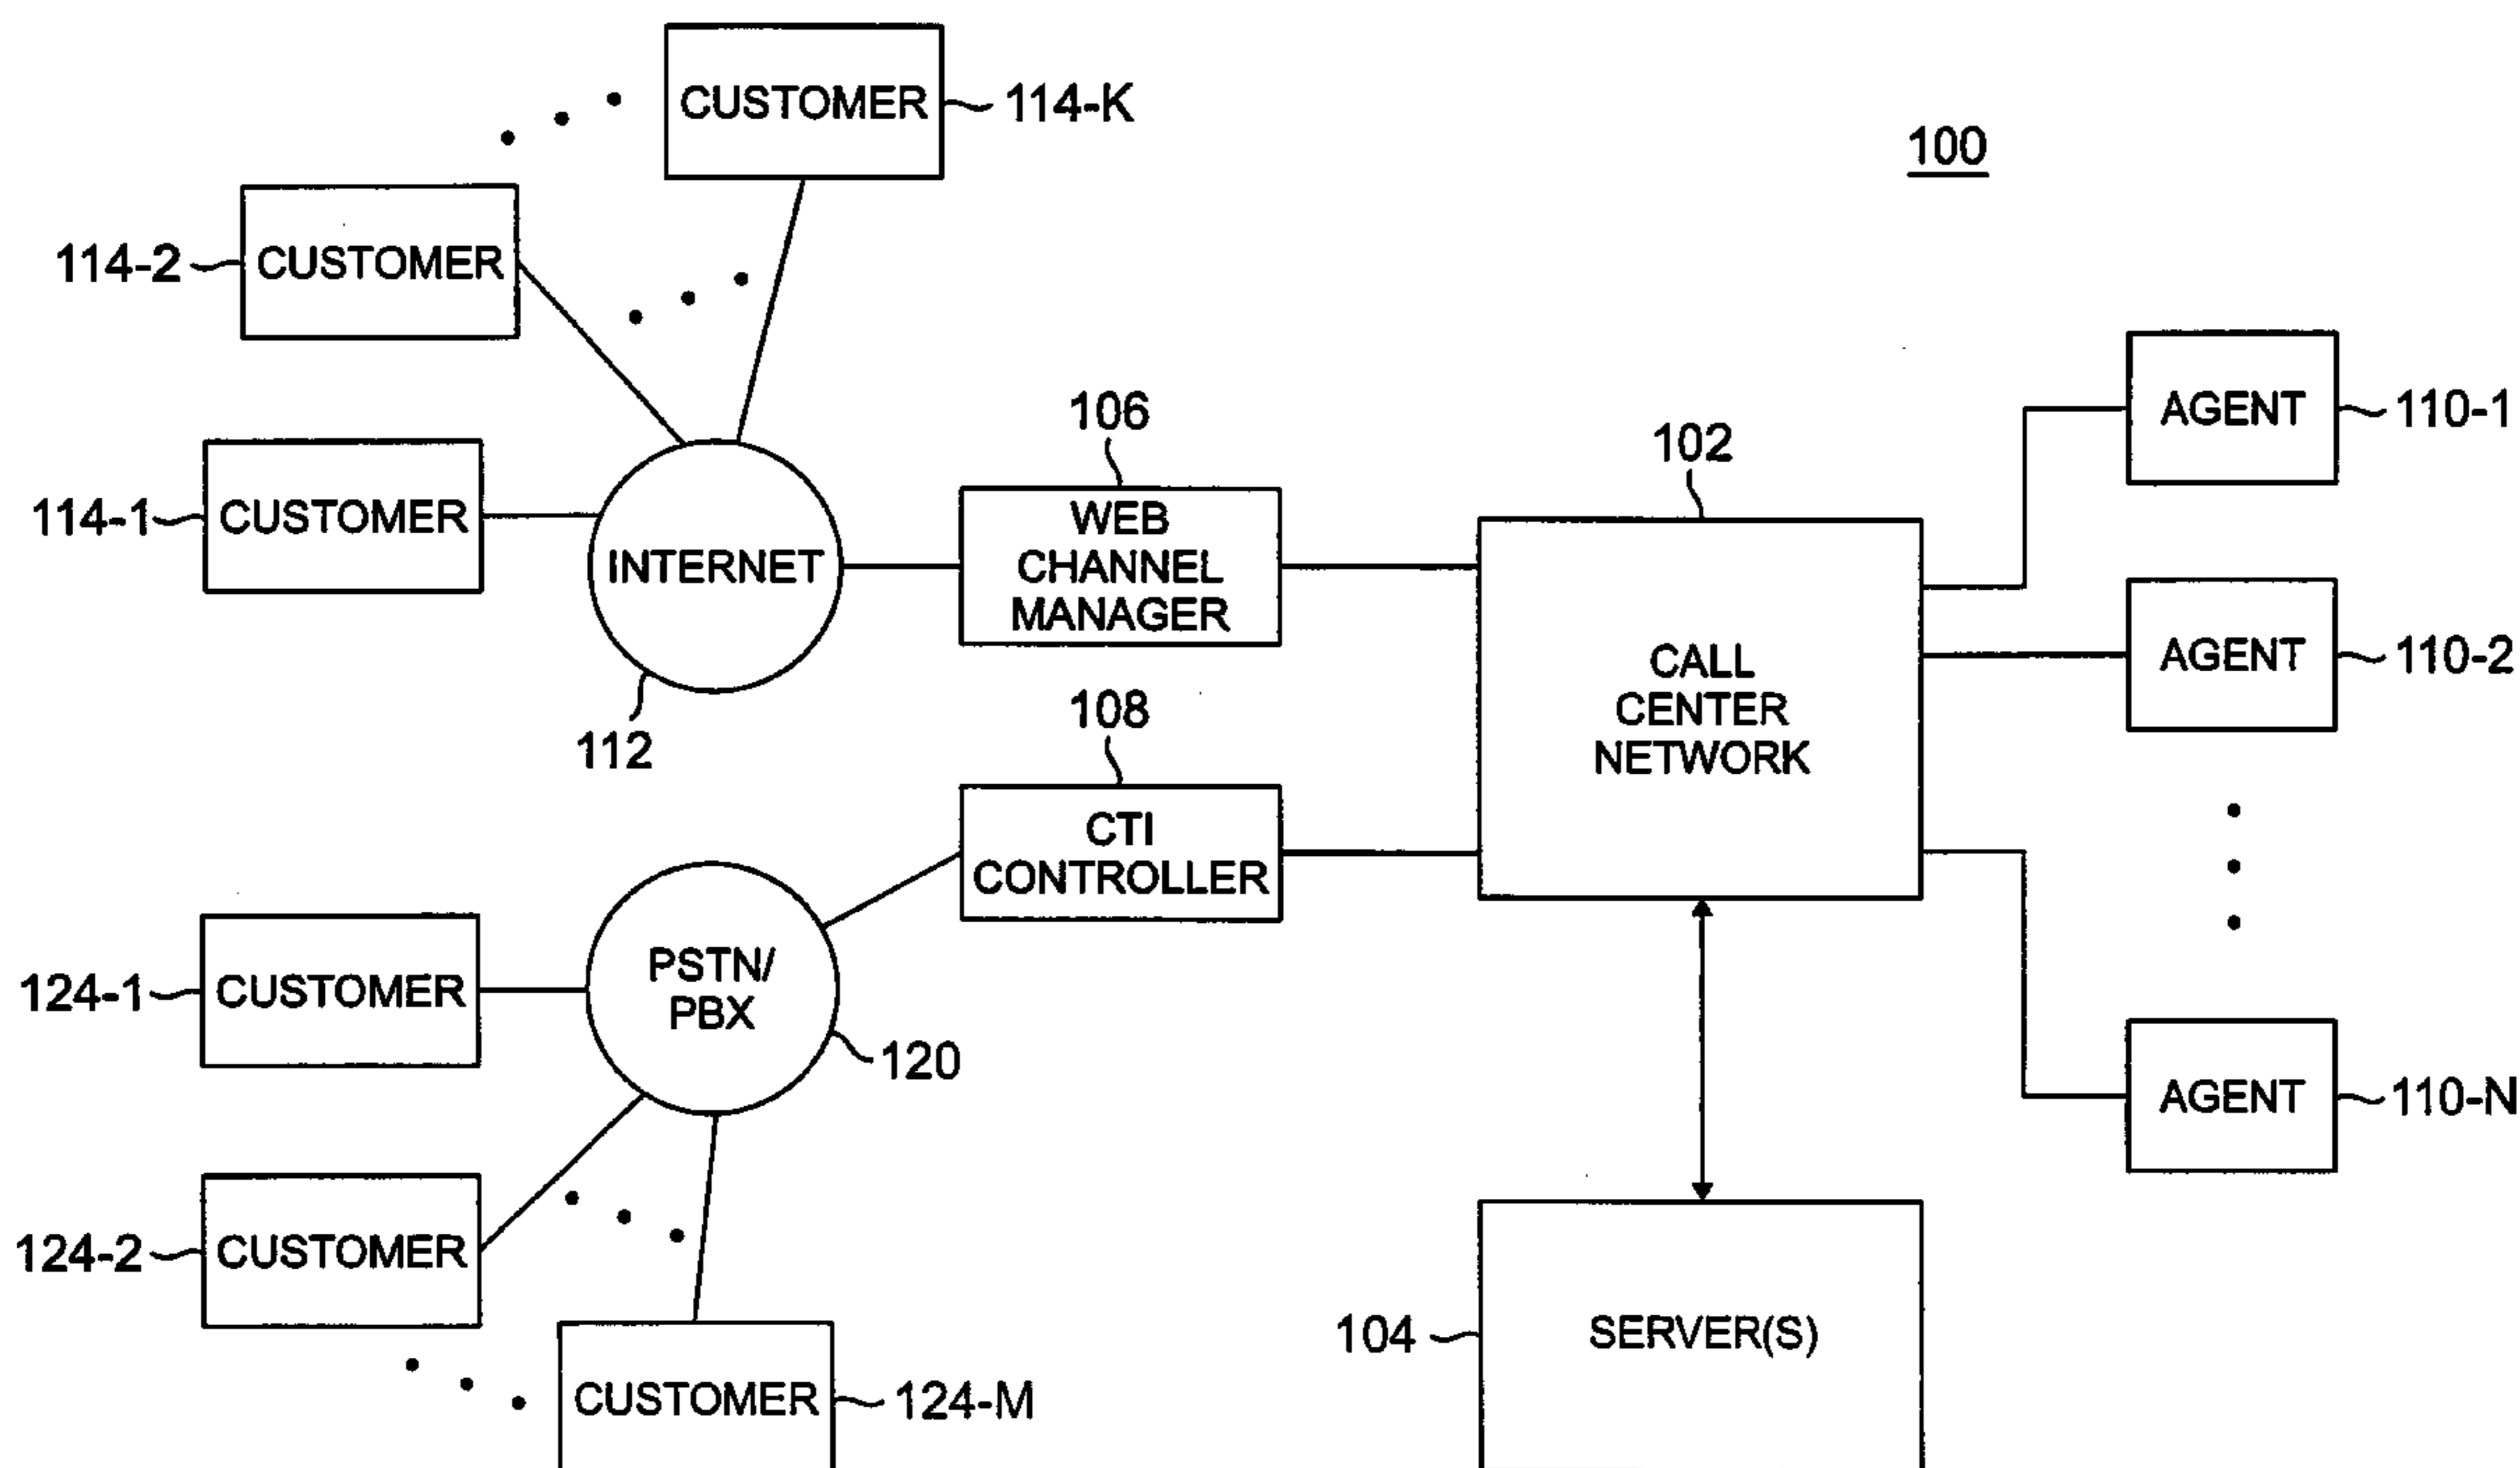 CUSTOMER
114-K
100
114-2
CUSTOMER
AGENT
110-1
106
102
114-1
CUSTOMER
INTERNET
WEB
CHANNEL
MANAGER
CALL
CENTER
NETWORK
AGENT
110-2
112
108
CTI
CONTROLLER
124-1
CUSTOMER
PSTN/
PBX
120
AGENT
110-N
124-2
CUSTOMER
104
SERVER(S)
CUSTOMER
124-M